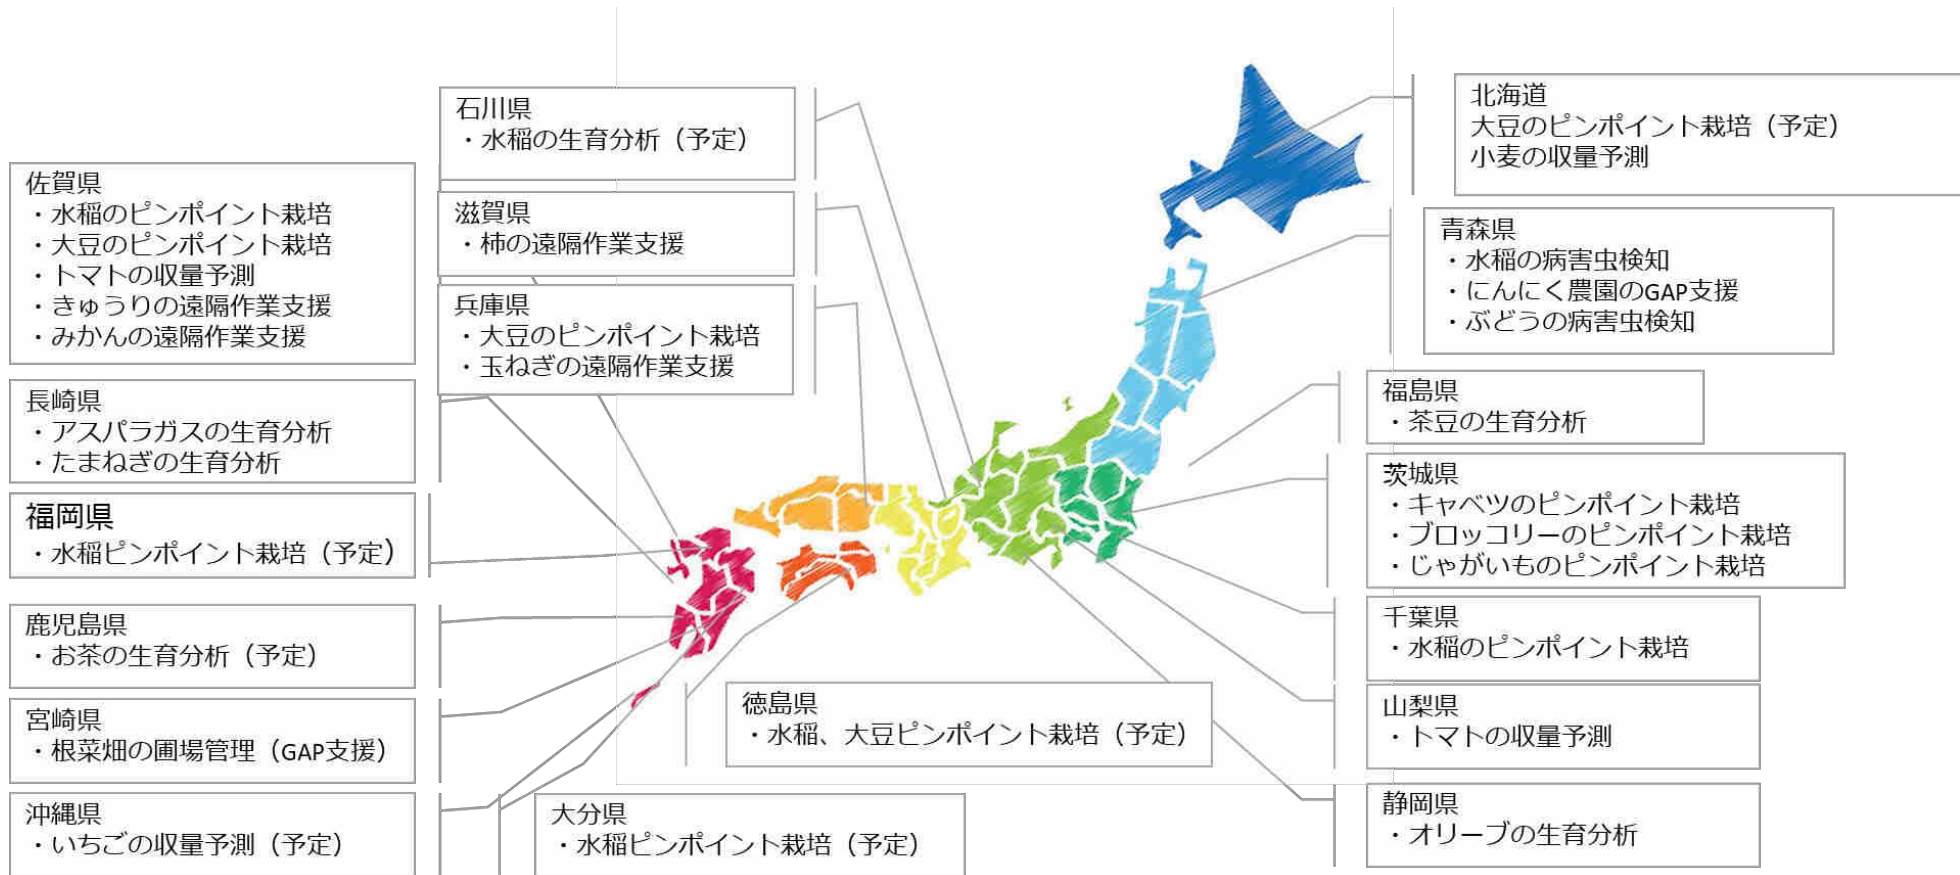 石川県
・水稲の生育分析（予定）
滋賀県
・柿の遠隔作業支援
兵庫県
・大豆のピンポイント栽培
・玉ねぎの遠隔作業支援
佐賀県
・水稲のピンポイント栽培
・大豆のピンポイント栽培
・トマトの収量予測
・きゅうりの遠隔作業支援
・みかんの遠隔作業支援
長崎県
・アスパラガスの生育分析
・たまねぎの生育分析
福岡県
・水稲ピンポイント栽培（予定）
鹿児島県
・お茶の生育分析（予定）
宮崎県
・根菜畑の圃場管理（GAP支援）
沖縄県
・いちごの収量予測（予定）
大分県
・水稲ピンポイント栽培（予定）
徳島県
・水稲、大豆ピンポイント栽培（予定）
北海道
大豆のピンポイント栽培（予定）
小麦の収量予測
青森県
・水稲の病害虫検知
・にんにく農園のGAP支援
・ぶどうの病害虫検知
福島県
・茶豆の生育分析
茨城県
・キャベツのピンポイント栽培
・ブロッコリーのピンポイント栽培
・じゃがいものピンポイント栽培
千葉県
・水稲のピンポイント栽培
山梨県
・トマトの収量予測
静岡県
・オリーブの生育分析